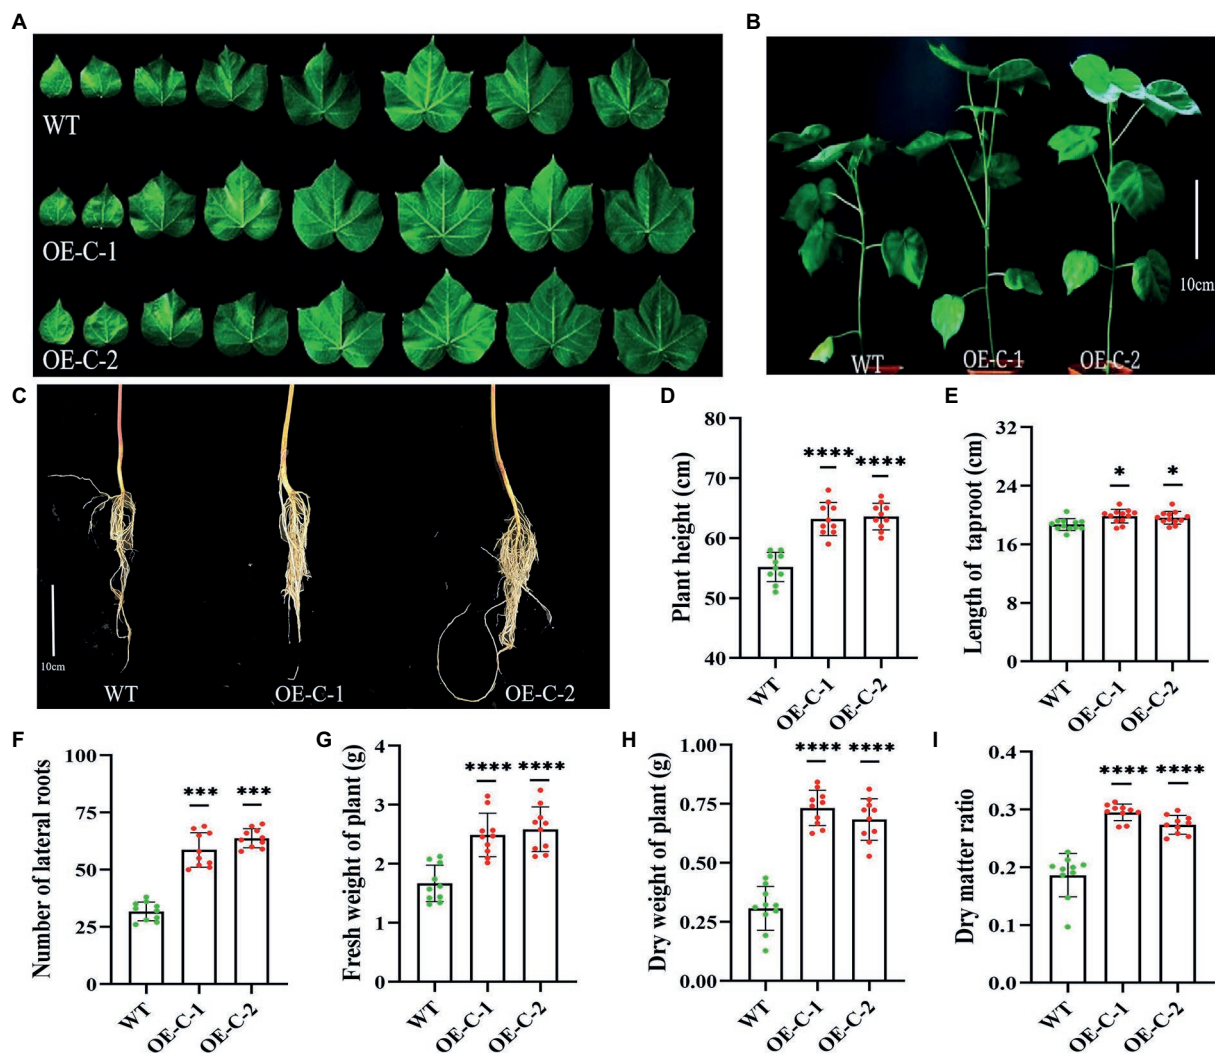 A
WT
OE-C-1
OE-C-2
B
10cm
WT
OE-C-1
OE-C-2
C
10cm
WT
OE-C-1
OE-C-2
D
Plant height (cm)
80
70
60
50
40
****
****
WT
OE-C-1
OE-C-2
E
Length of taproot (cm)
32
24
16
8
0
*
*
WT
OE-C-1
OE-C-2
F
Number of lateral roots
100
75
50
25
0
***
***
WT
OE-C-1
OE-C-2
G
Fresh weight of plant (g)
4
3
2
1
0
****
****
WT
OE-C-1
OE-C-2
H
Dry weight of plant (g)
1.00
0.75
0.50
0.25
0.00
****
****
WT
OE-C-1
OE-C-2
I
Dry matter ratio
0.4
0.3
0.2
0.1
0.0
****
****
WT
OE-C-1
OE-C-2